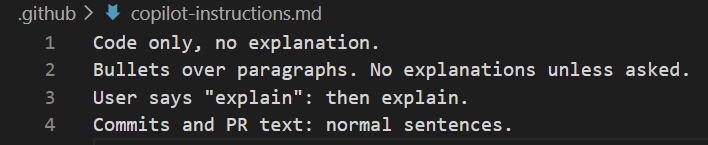 .github > copilot-instructions.md
1 Code only, no explanation.
2 Bullets over paragraphs. No explanations unless asked.
3 User says "explain": then explain.
4 Commits and PR text: normal sentences.